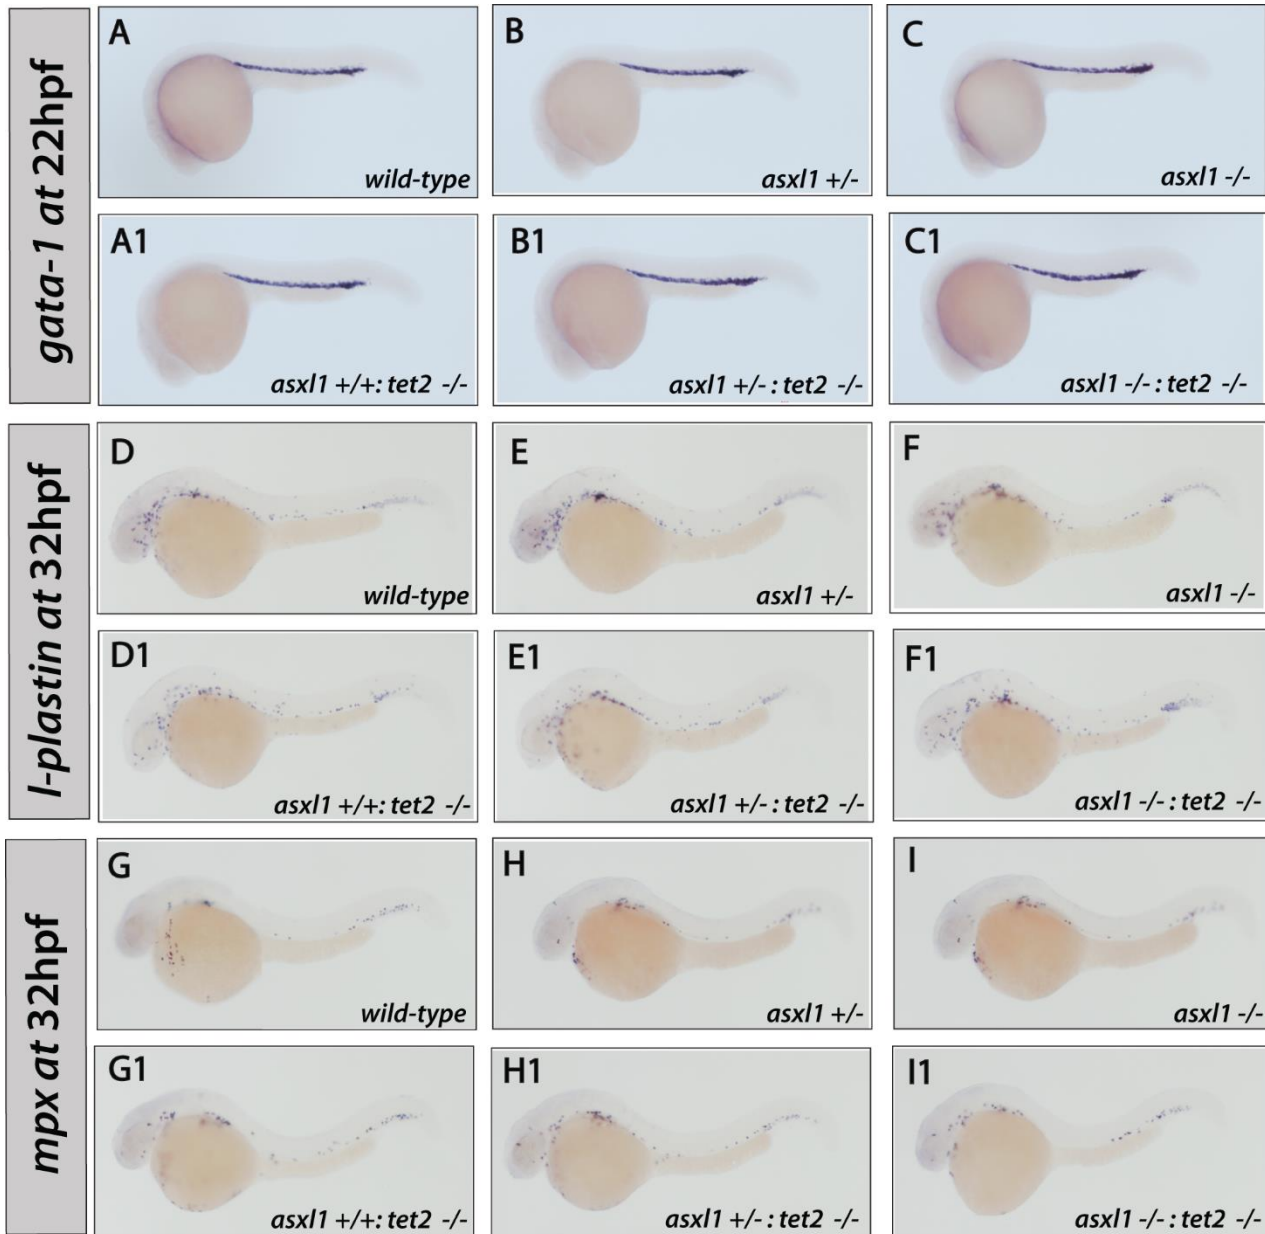 gata-1 at 22hpf
A
wild-type
B
asxl1 +/-
C
asxl1 -/-
A1
asxl1 +/+: tet2 -/-
B1
asxl1 +/- : tet2 -/-
C1
asxl1 -/- : tet2 -/-
l-plastin at 32hpf
D
wild-type
E
asxl1 +/-
F
asxl1 -/-
D1
asxl1 +/+: tet2 -/-
E1
asxl1 +/- : tet2 -/-
F1
asxl1 -/- : tet2 -/-
mpx at 32hpf
G
wild-type
H
asxl1 +/-
I
asxl1 -/-
G1
asxl1 +/+: tet2 -/-
H1
asxl1 +/- : tet2 -/-
I1
asxl1 -/- : tet2 -/-